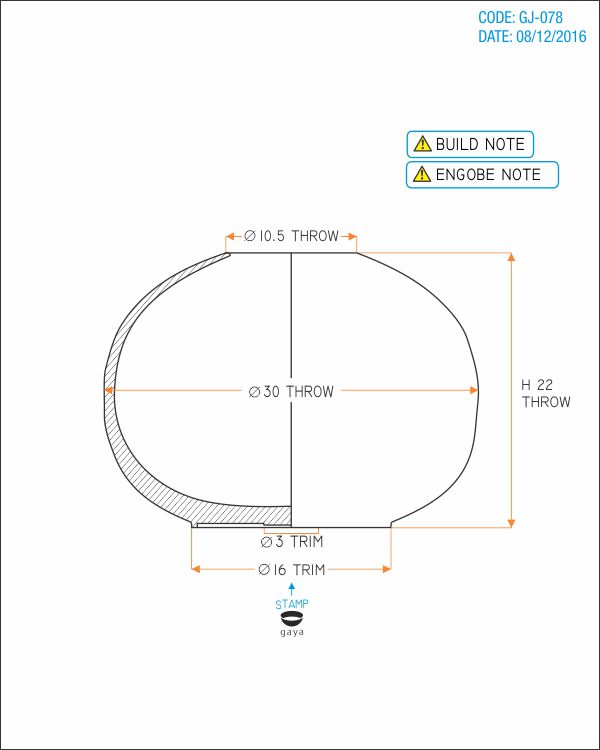 CODE: GJ-078
DATE: 08/12/2016
BUILD NOTE
ENGOBE NOTE
Ø 10.5 THROW
Ø 30 THROW
H 22
THROW
Ø 3 TRIM
Ø 16 TRIM
STAMP
gaya